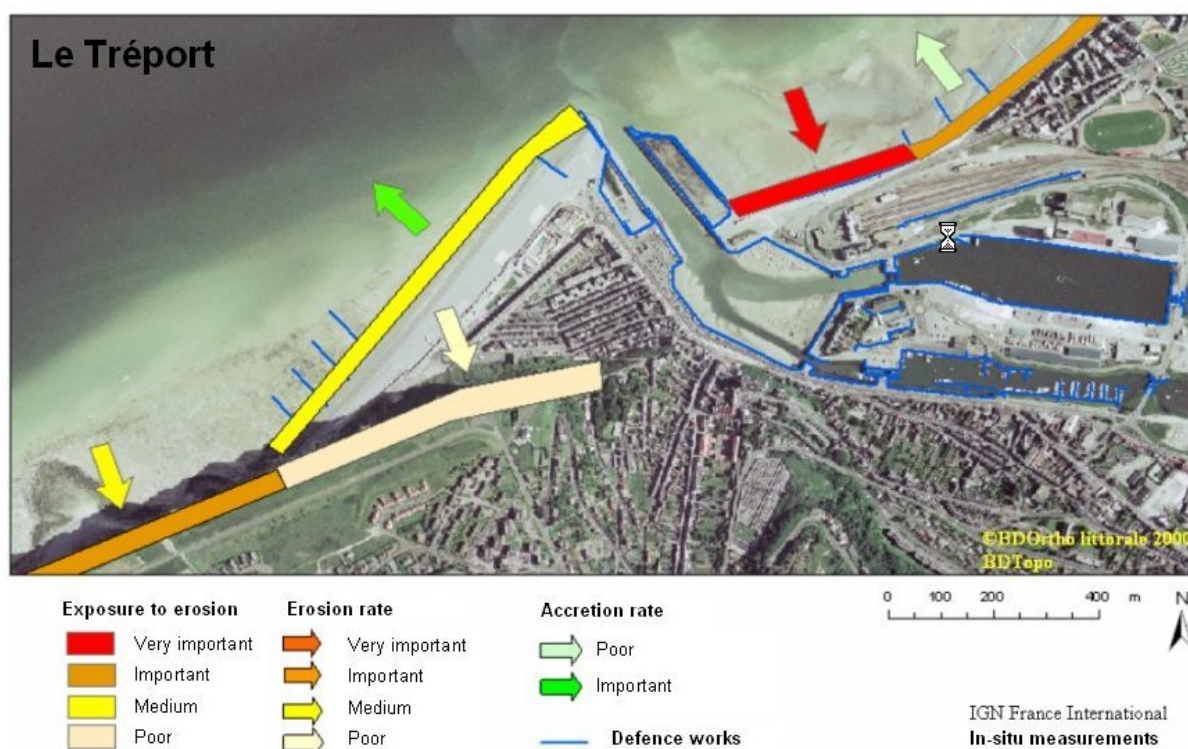 Le Tréport
©BDOrtho littorale 2000
BDTopo
Exposure to erosion
Very important
Important
Medium
Poor
Erosion rate
Very important
Important
Medium
Poor
Accretion rate
Poor
Important
Defence works
0 100 200 400 m
N
IGN France International
In-situ measurements